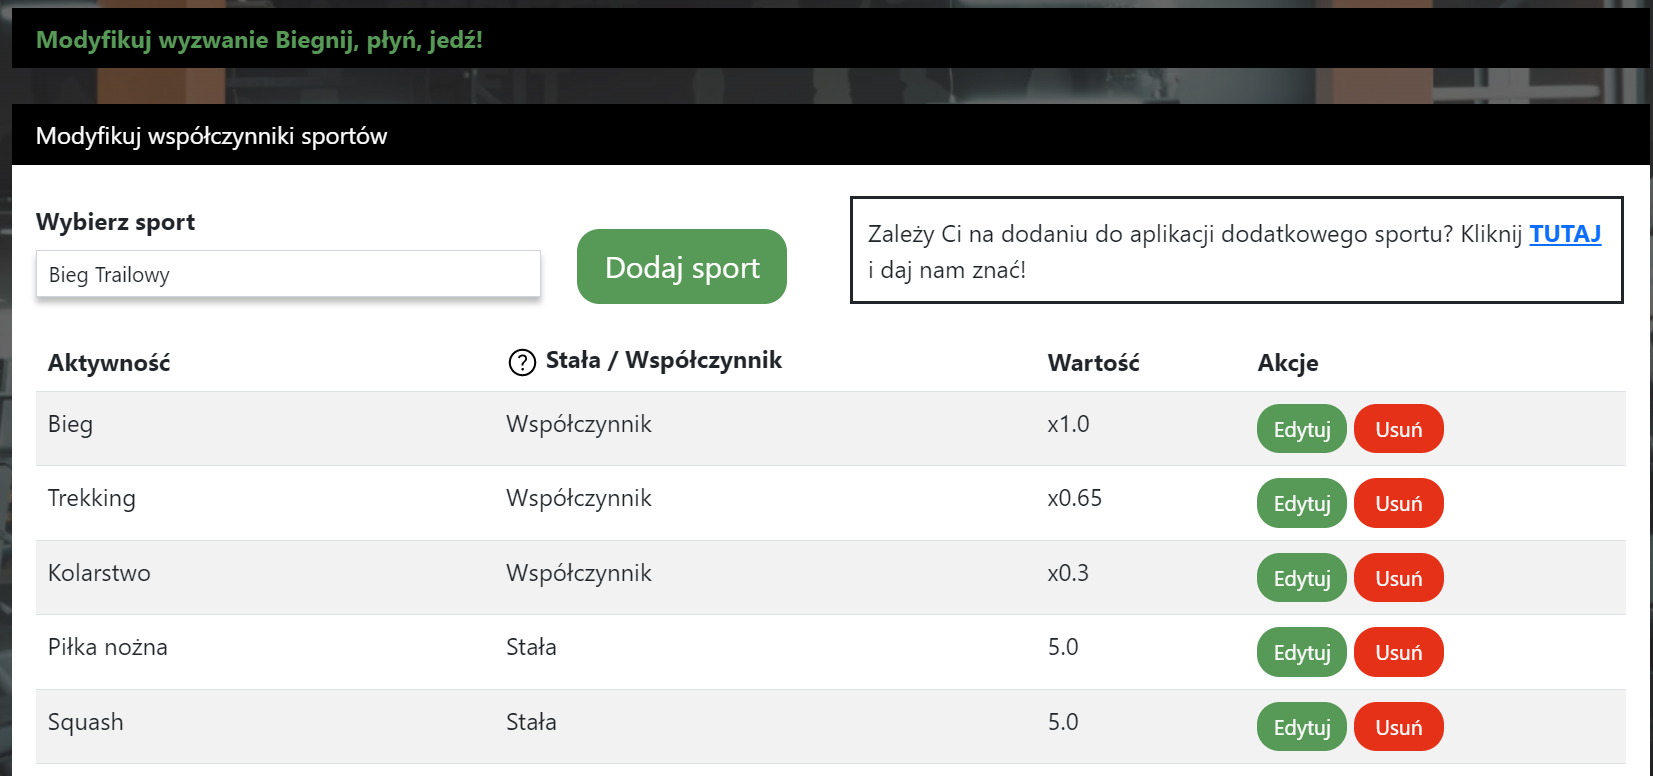 Modyfikuj wyzwanie Biegnij, płyń, jedź!
Modyfikuj współczynniki sportów
Wybierz sport
Bieg Trailowy
Dodaj sport
Zależy Ci na dodaniu do aplikacji dodatkowego sportu? Kliknij TUTAJ
i daj nam znać!
Aktywność ? Stała / Współczynnik Wartość Akcje
Bieg Współczynnik x1.0 Edytuj Usuń
Trekking Współczynnik x0.65 Edytuj Usuń
Kolarstwo Współczynnik x0.3 Edytuj Usuń
Piłka nożna Stała 5.0 Edytuj Usuń
Squash Stała 5.0 Edytuj Usuń